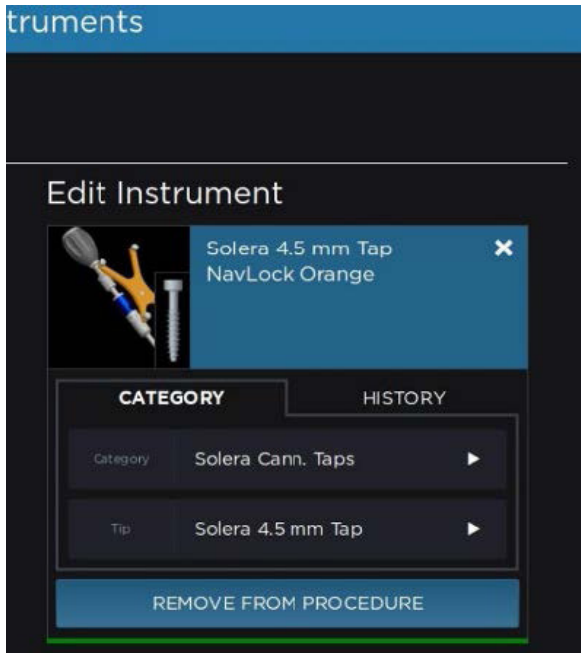 truments
Edit Instrument
Solera 4.5 mm Tap
NavLock Orange
CATEGORY
HISTORY
Category
Solera Cann. Taps
Tip
Solera 4.5 mm Tap
REMOVE FROM PROCEDURE